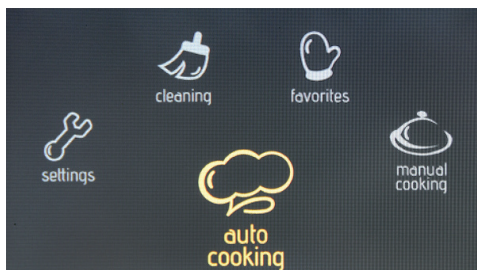 cleaning
favorites
settings
manual
cooking
auto
cooking